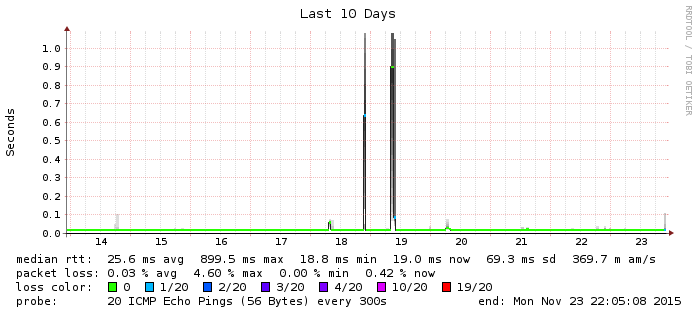 Last 10 Days
RRDTOOL / TOBI OETIKER
Seconds
1.0
0.9
0.8
0.7
0.6
0.5
0.4
0.3
0.2
0.1
0.0
14 15 16 17 18 19 20 21 22 23
median rtt: 25.6 ms avg 899.5 ms max 18.8 ms min 19.0 ms now 69.3 ms sd 369.7 m am/s
packet loss: 0.03 % avg 4.60 % max 0.00 % min 0.42 % now
loss color: 0 1/20 2/20 3/20 4/20 10/20 19/20
probe: 20 ICMP Echo Pings (56 Bytes) every 300s end: Mon Nov 23 22:05:08 2015